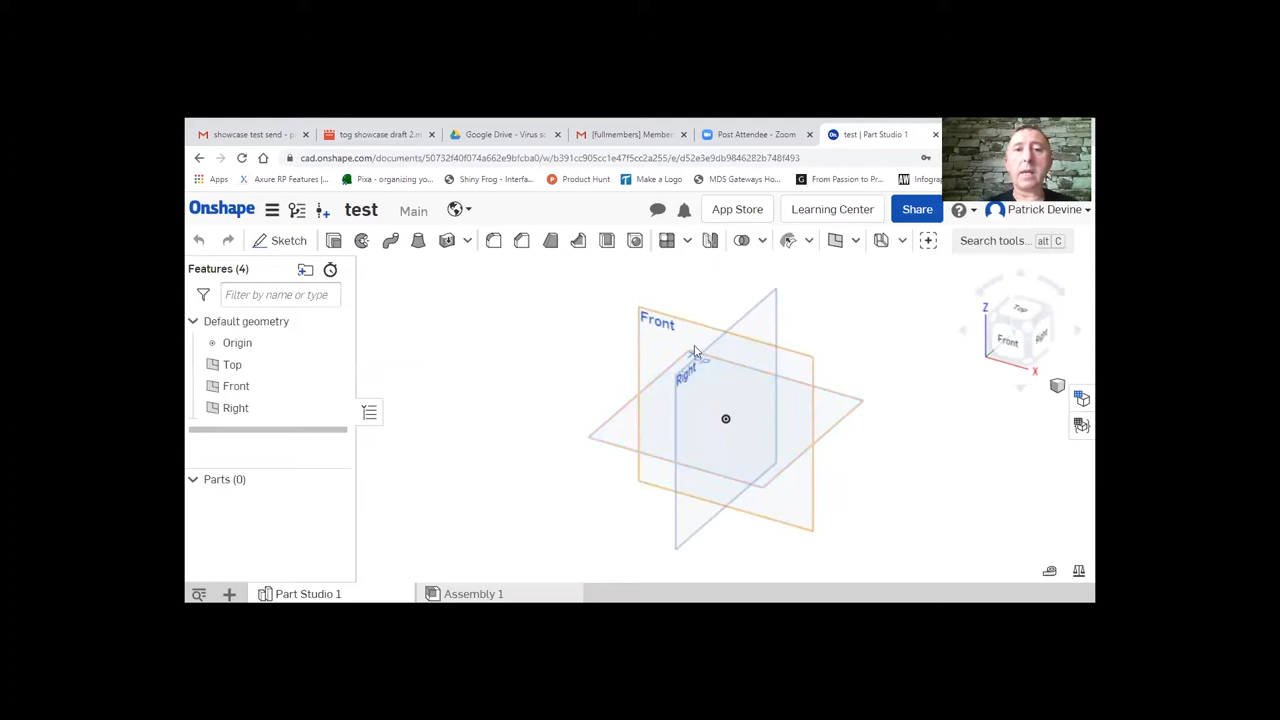 showcase test send - p
tog showcase draft 2.m
Google Drive - Virus sc
[fullmembers] Member
Post Attendee - Zoom
test | Part Studio 1
cad.onshape.com/documents/50732f40f074a662e9bfcba0/w/b391cc905cc1e47f5cc2a255/e/d52e3e9db9846282b748f493
Apps
Axure RP Features |...
Pixa - organizing yo...
Shiny Frog - Interfa...
Product Hunt
Make a Logo
MDS Gateways Ho...
From Passion to Pr...
Infograp
Onshape
test
Main
App Store
Learning Center
Share
Patrick Devine
Sketch
Search tools... alt C
Features (4)
Filter by name or type
Default geometry
Origin
Top
Front
Right
Parts (0)
Front
Right
Z
Top
Front
Right
X
Part Studio 1
Assembly 1